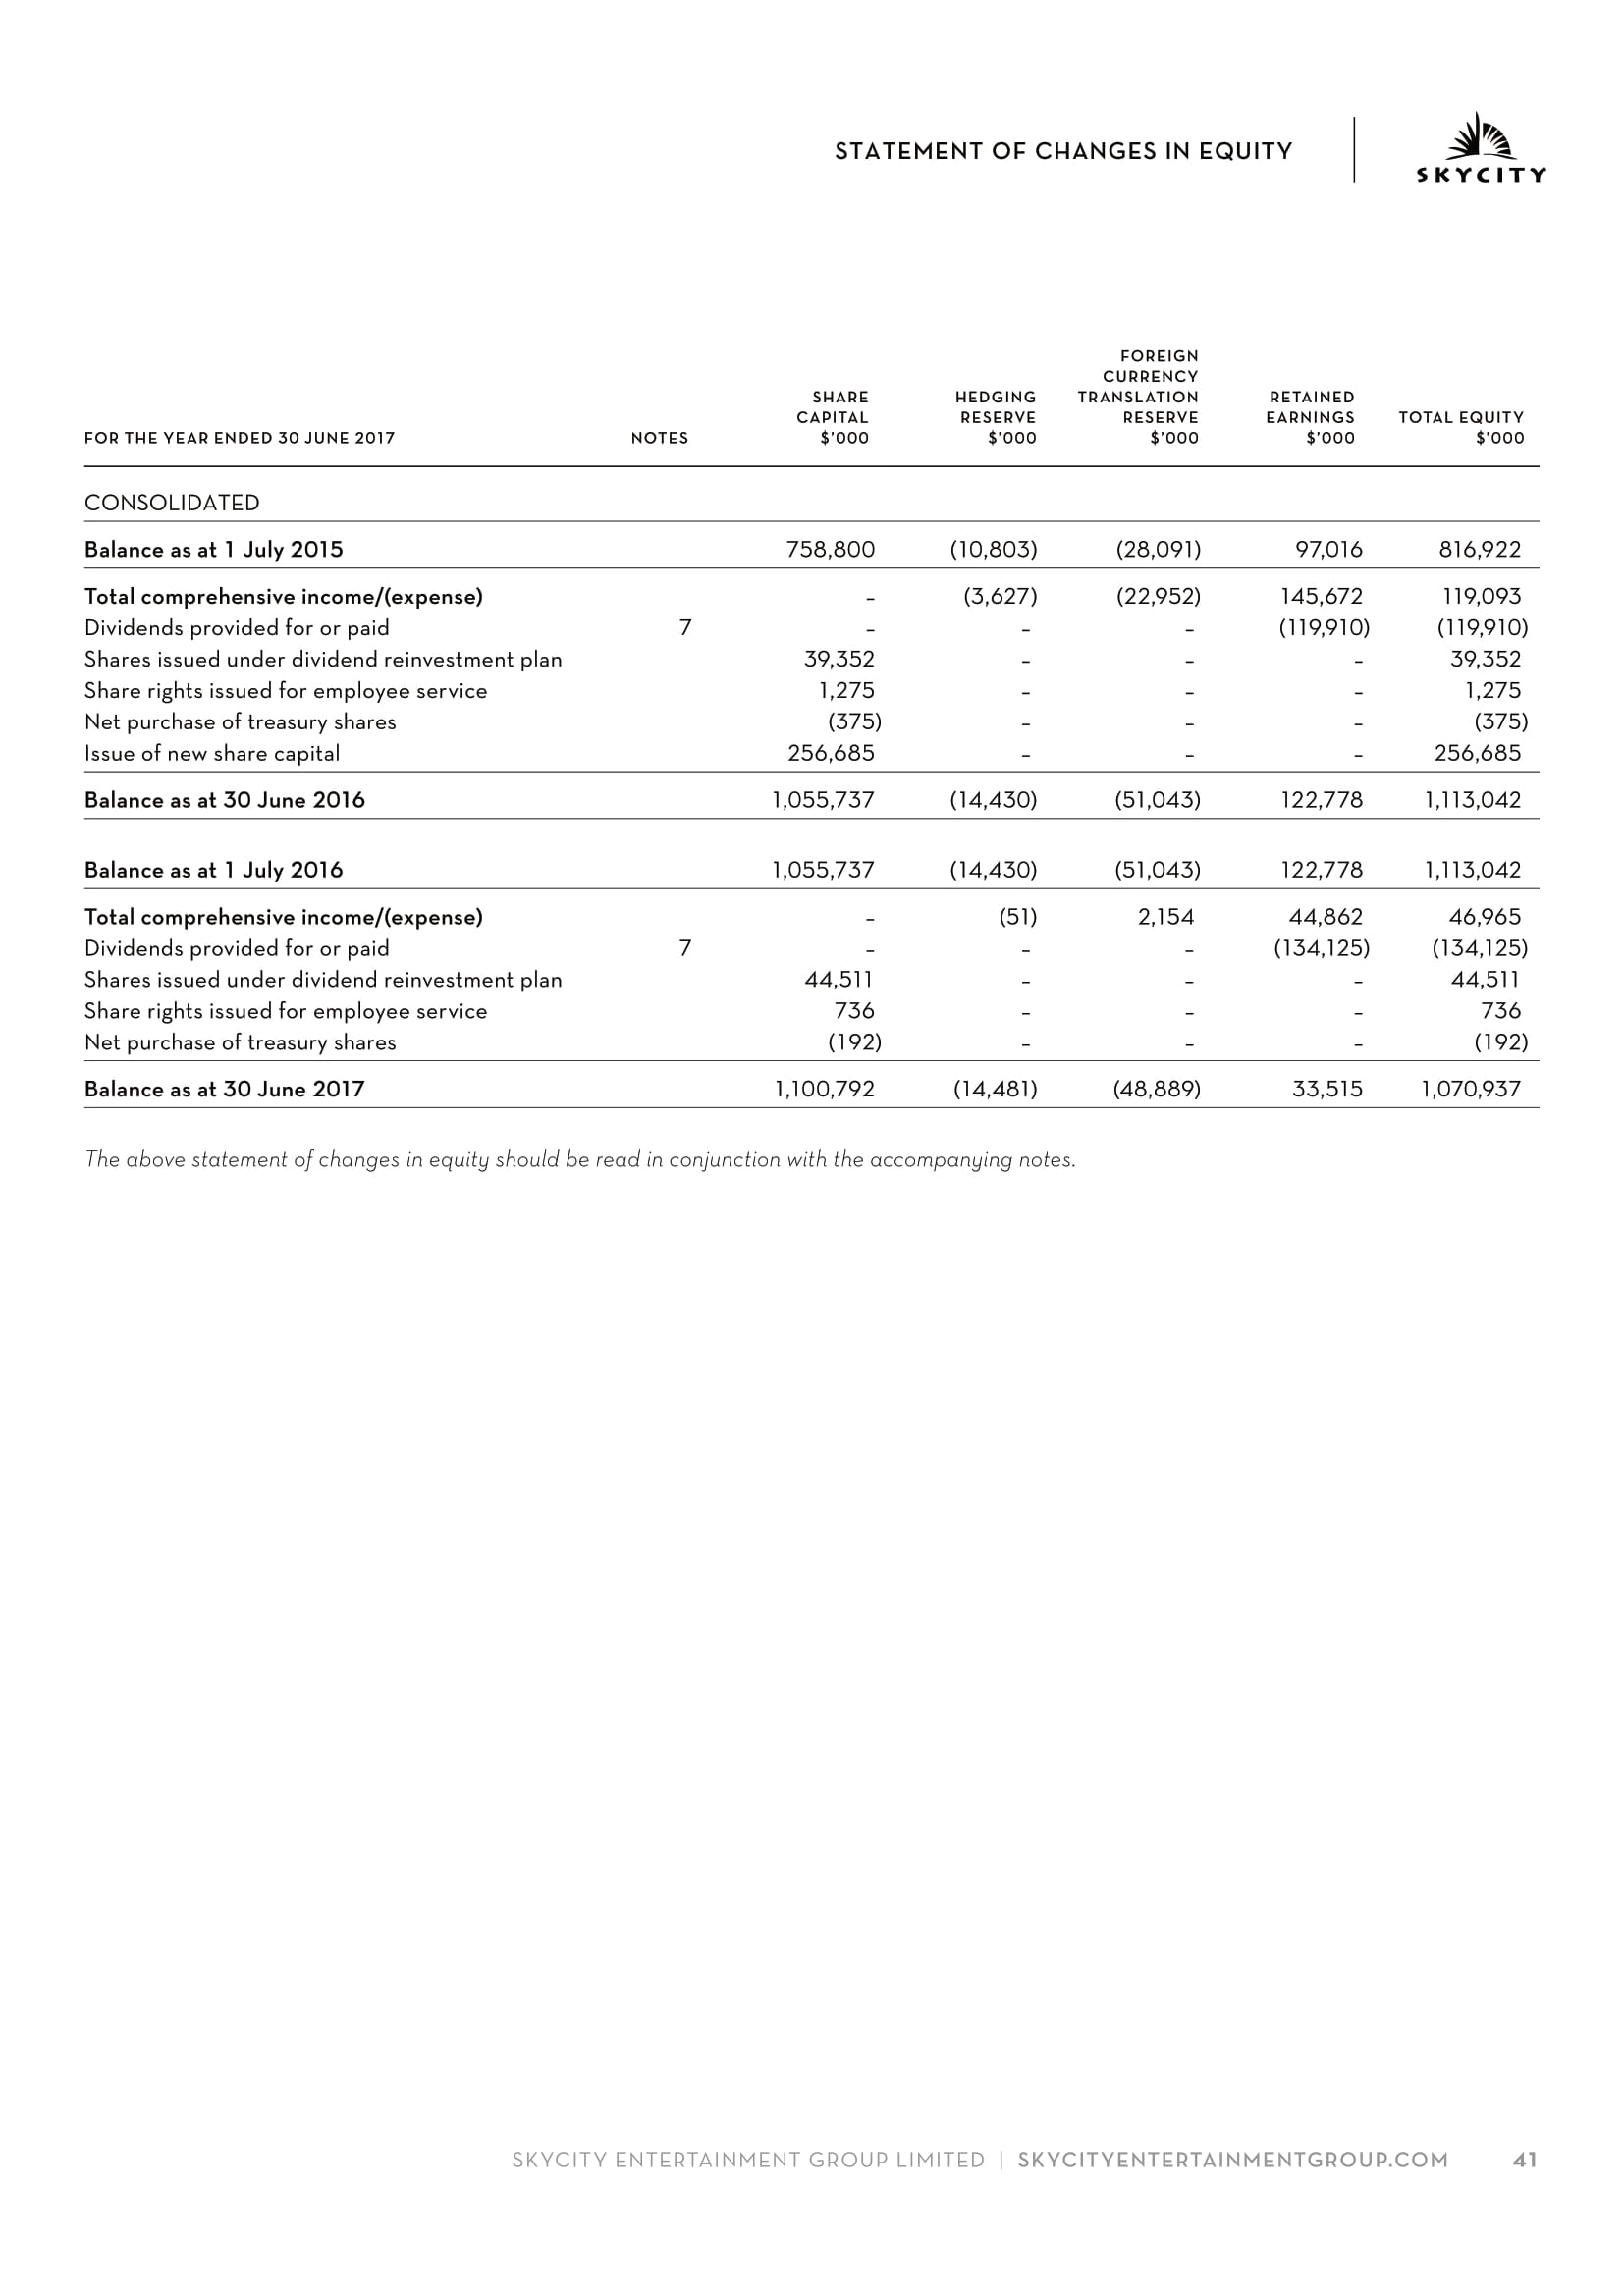 STATEMENT OF CHANGES IN EQUITY
SKYCITY
FOR THE YEAR ENDED 30 JUNE 2017 NOTES SHARE CAPITAL $'000 HEDGING RESERVE $'000 FOREIGN CURRENCY TRANSLATION RESERVE $'000 RETAINED EARNINGS $'000 TOTAL EQUITY $'000
CONSOLIDATED
Balance as at 1 July 2015 758,800 (10,803) (28,091) 97,016 816,922
Total comprehensive income/(expense) – (3,627) (22,952) 145,672 119,093
Dividends provided for or paid 7 – – – (119,910) (119,910)
Shares issued under dividend reinvestment plan 39,352 – – – 39,352
Share rights issued for employee service 1,275 – – – 1,275
Net purchase of treasury shares (375) – – – (375)
Issue of new share capital 256,685 – – – 256,685
Balance as at 30 June 2016 1,055,737 (14,430) (51,043) 122,778 1,113,042
Balance as at 1 July 2016 1,055,737 (14,430) (51,043) 122,778 1,113,042
Total comprehensive income/(expense) – (51) 2,154 44,862 46,965
Dividends provided for or paid 7 – – – (134,125) (134,125)
Shares issued under dividend reinvestment plan 44,511 – – – 44,511
Share rights issued for employee service 736 – – – 736
Net purchase of treasury shares (192) – – – (192)
Balance as at 30 June 2017 1,100,792 (14,481) (48,889) 33,515 1,070,937
The above statement of changes in equity should be read in conjunction with the accompanying notes.
SKYCITY ENTERTAINMENT GROUP LIMITED | SKYCITYENTERTAINMENTGROUP.COM 41